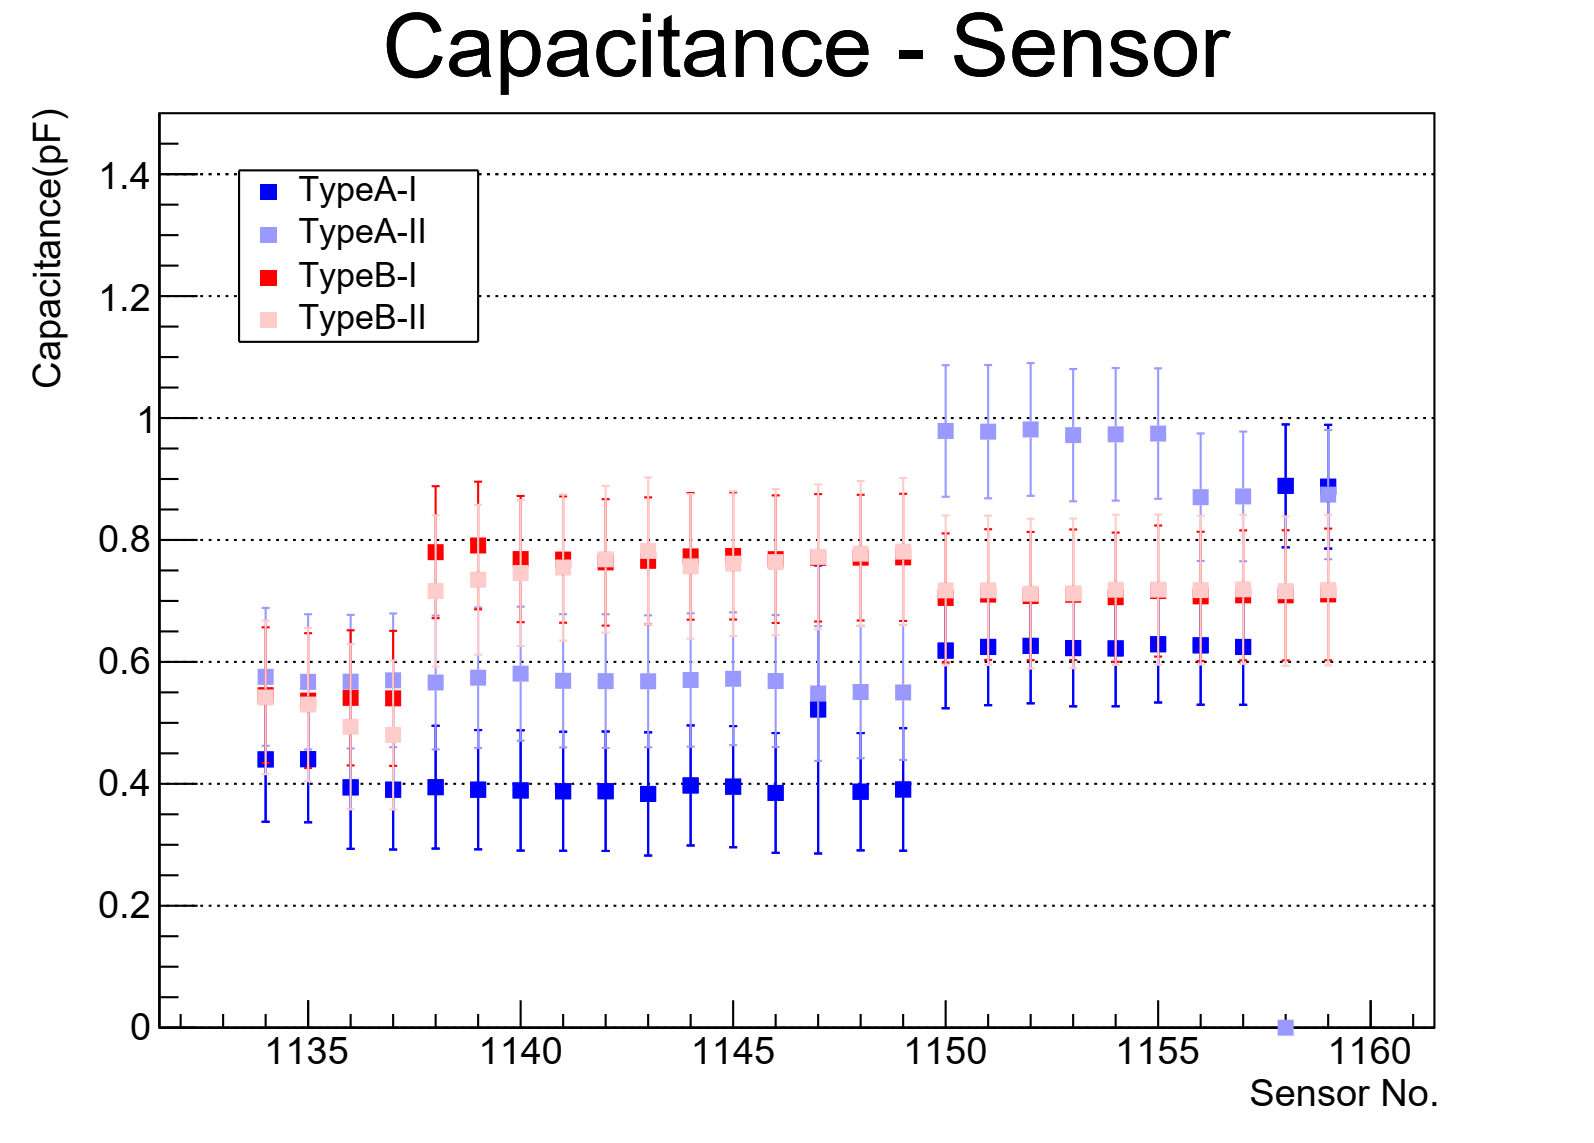 Capacitance - Sensor
Capacitance(pF)
1.4
1.2
1
0.8
0.6
0.4
0.2
0
TypeA-I
TypeA-II
TypeB-I
TypeB-II
1135 1140 1145 1150 1155 1160
Sensor No.